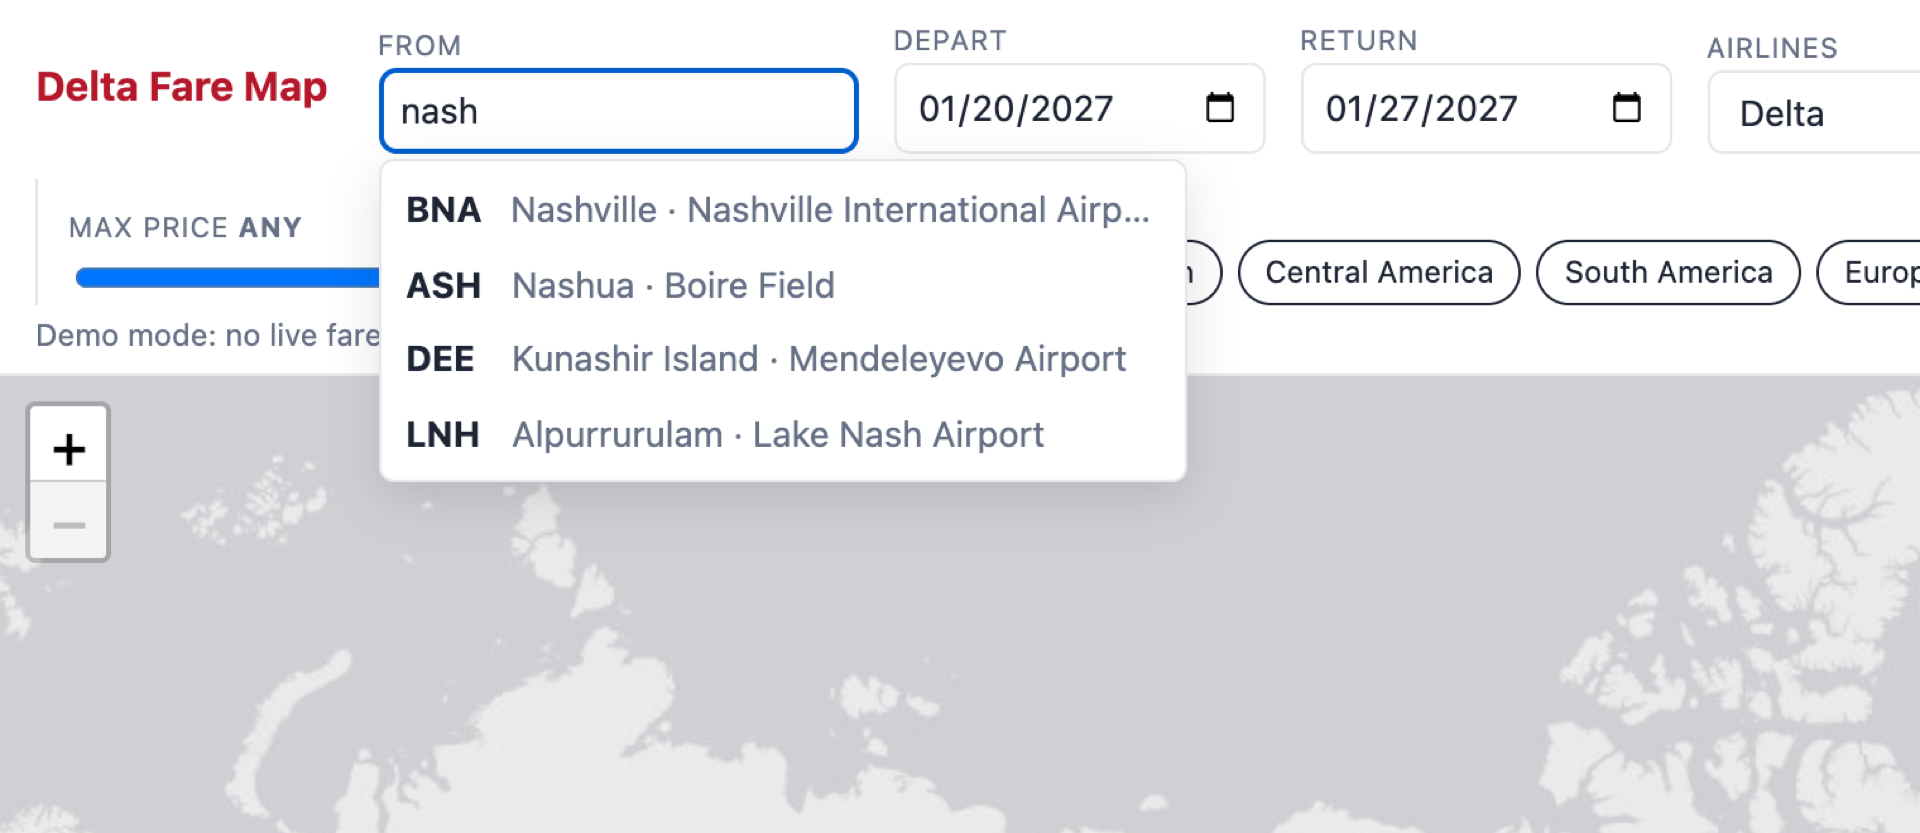 Delta Fare Map
FROM
nash
DEPART
01/20/2027
RETURN
01/27/2027
AIRLINES
Delta
BNA Nashville · Nashville International Airp...
ASH Nashua · Boire Field
DEE Kunashir Island · Mendeleyevo Airport
LNH Alpurrurulam · Lake Nash Airport
MAX PRICE ANY
Central America
South America
Europ
Demo mode: no live fare
+
−